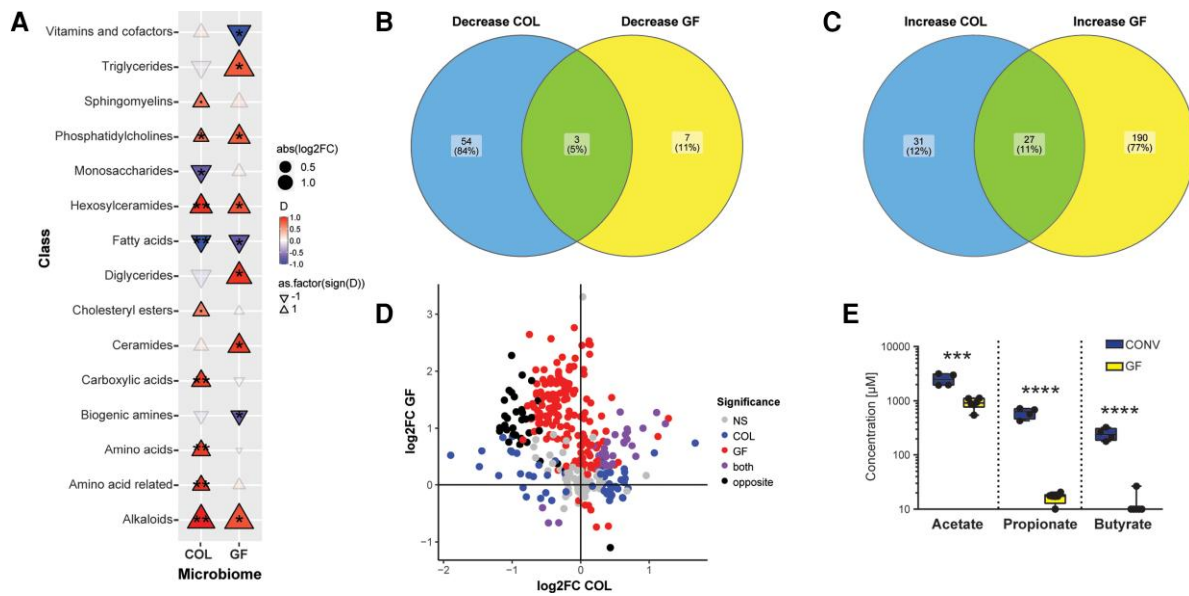 A
Vitamins and cofactors
Triglycerides
Sphingomyelins
Phosphatidylcholines
Monosaccharides
Hexosylceramides
Fatty acids
Diglycerides
Cholesteryl esters
Ceramides
Carboxylic acids
Biogenic amines
Amino acids
Amino acid related
Alkaloids
Class
COL GF
Microbiome
abs(log2FC)
0.5
1.0
D
1.0
0.5
0.0
-0.5
-1.0
as.factor(sign(D))
-1
1
B
Decrease COL Decrease GF
54
(84%)
3
(5%)
7
(11%)
C
Increase COL Increase GF
31
(12%)
27
(11%)
190
(77%)
D
log2FC GF
3
2
1
0
−1
−2 −1 0 1
log2FC COL
Significance
NS
COL
GF
both
opposite
E
Concentration [µM]
10000
1000
100
10
CONV
GF
*** **** ****
Acetate Propionate Butyrate